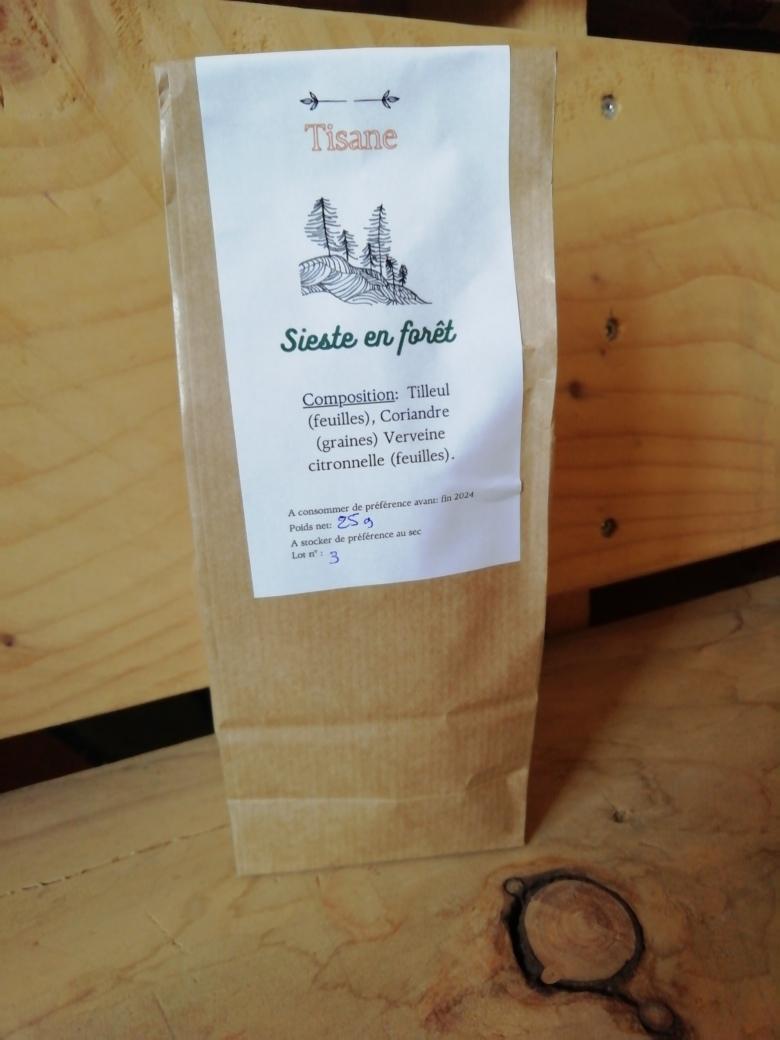 Tisane
Sieste en forêt
Composition: Tilleul
(feuilles), Coriandre
(graines) Verveine
citronnelle (feuilles).
A consommer de préférence avant: fin 2024
Poids net: 25 g
A stocker de préférence au sec
Lot n° : 3